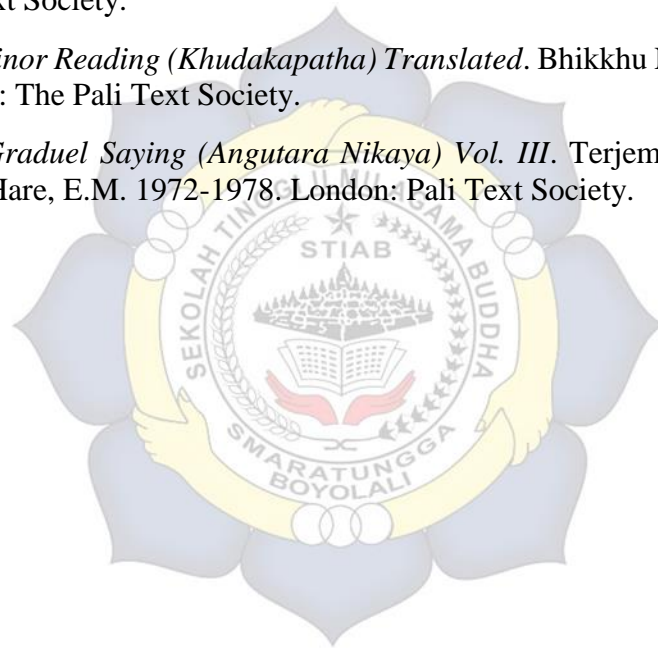 xt Society.
inor Reading (Khudakapatha) Translated. Bhikkhu
: The Pali Text Society.
Graduel Saying (Angutara Nikaya) Vol. III. Terjem
Hare, E.M. 1972-1978. London: Pali Text Society.
SEKOLAH TINGGI ILMU AGAMA BUDDHA
STIAB
SMARATUNGGA
BOYOLALI